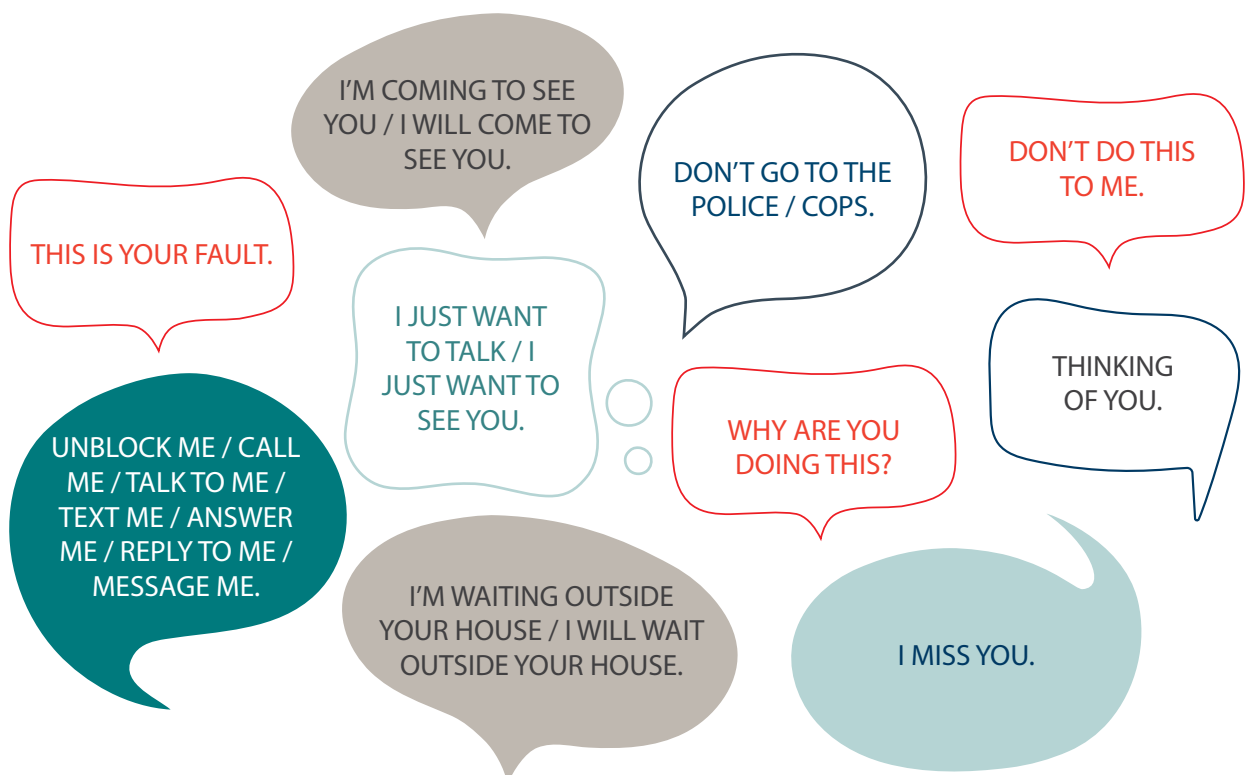 I’M COMING TO SEE
YOU / I WILL COME TO
SEE YOU.
DON’T GO TO THE
POLICE / COPS.
DON’T DO THIS
TO ME.
THIS IS YOUR FAULT.
I JUST WANT
TO TALK / I
JUST WANT TO
SEE YOU.
THINKING
OF YOU.
WHY ARE YOU
DOING THIS?
UNBLOCK ME / CALL
ME / TALK TO ME /
TEXT ME / ANSWER
ME / REPLY TO ME /
MESSAGE ME.
I’M WAITING OUTSIDE
YOUR HOUSE / I WILL WAIT
OUTSIDE YOUR HOUSE.
I MISS YOU.